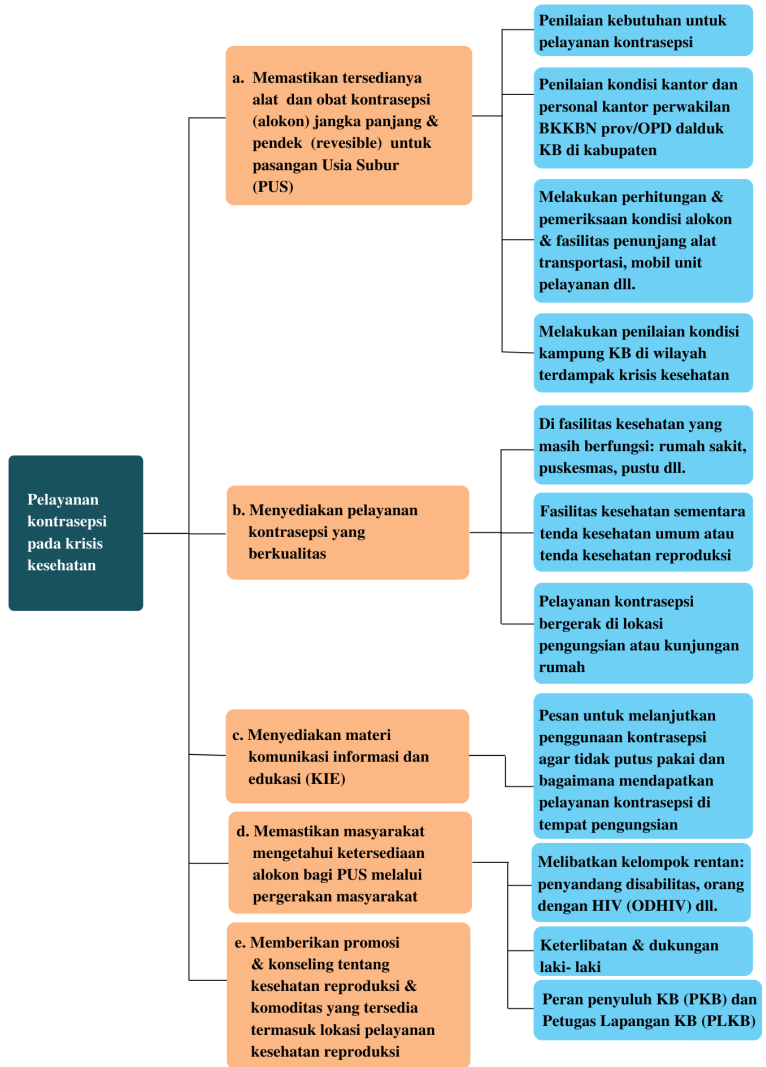 Pelayanan
kontrasepsi
pada krisis
kesehatan
a. Memastikan tersedianya
alat dan obat kontrasepsi
(alokon) jangka panjang &
pendek (revesible) untuk
pasangan Usia Subur
(PUS)
Penilaian kebutuhan untuk
pelayanan kontrasepsi
Penilaian kondisi kantor dan
personal kantor perwakilan
BKKBN prov/OPD dalduk
KB di kabupaten
Melakukan perhitungan &
pemeriksaan kondisi alokon
& fasilitas penunjang alat
transportasi, mobil unit
pelayanan dll.
Melakukan penilaian kondisi
kampung KB di wilayah
terdampak krisis kesehatan
b. Menyediakan pelayanan
kontrasepsi yang
berkualitas
Di fasilitas kesehatan yang
masih berfungsi: rumah sakit,
puskesmas, pustu dll.
Fasilitas kesehatan sementara
tenda kesehatan umum atau
tenda kesehatan reproduksi
Pelayanan kontrasepsi
bergerak di lokasi
pengungsian atau kunjungan
rumah
c. Menyediakan materi
komunikasi informasi dan
edukasi (KIE)
Pesan untuk melanjutkan
penggunaan kontrasepsi
agar tidak putus pakai dan
bagaimana mendapatkan
pelayanan kontrasepsi di
tempat pengungsian
d. Memastikan masyarakat
mengetahui ketersediaan
alokon bagi PUS melalui
pergerakan masyarakat
Melibatkan kelompok rentan:
penyandang disabilitas, orang
dengan HIV (ODHIV) dll.
Keterlibatan & dukungan
laki- laki
Peran penyuluh KB (PKB) dan
Petugas Lapangan KB (PLKB)
e. Memberikan promosi
& konseling tentang
kesehatan reproduksi &
komoditas yang tersedia
termasuk lokasi pelayanan
kesehatan reproduksi